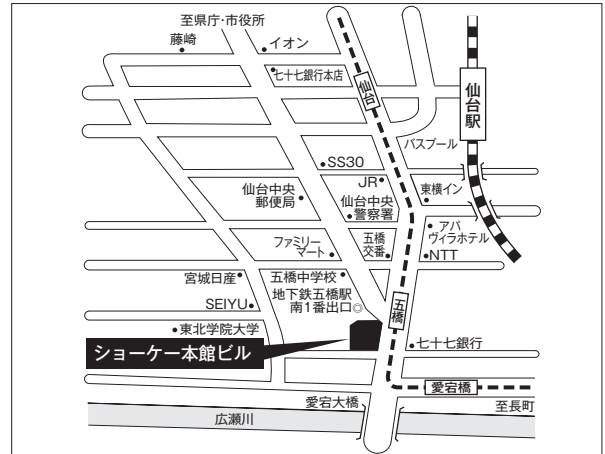 至県庁・市役所
藤崎
イオン
七十七銀行本店
仙台
仙台駅
バスプール
SS30
JR
東横イン
仙台中央
郵便局
仙台中央
警察署
アパ
ヴィラホテル
ファミリー
マート
五橋
交番
NTT
宮城日産
五橋中学校
地下鉄五橋駅
南1番出口◎
SEIYU
五橋
東北学院大学
七十七銀行
ショーケー本館ビル
愛宕橋
愛宕大橋
至長町
広瀬川